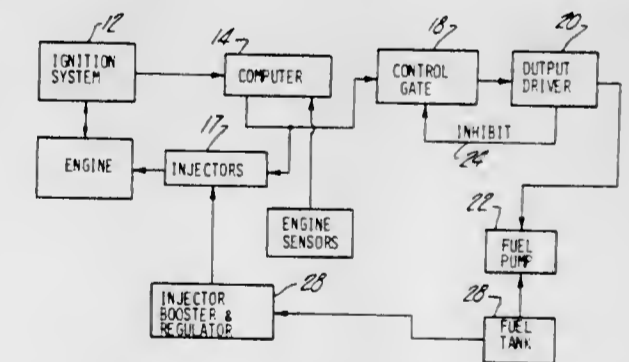 12
IGNITION
SYSTEM
14
COMPUTER
18
CONTROL
GATE
20
OUTPUT
DRIVER
INHIBIT
24
ENGINE
17
INJECTORS
ENGINE
SENSORS
22
FUEL
PUMP
INJECTOR
BOOSTER &
REGULATOR
28
28
FUEL
TANK